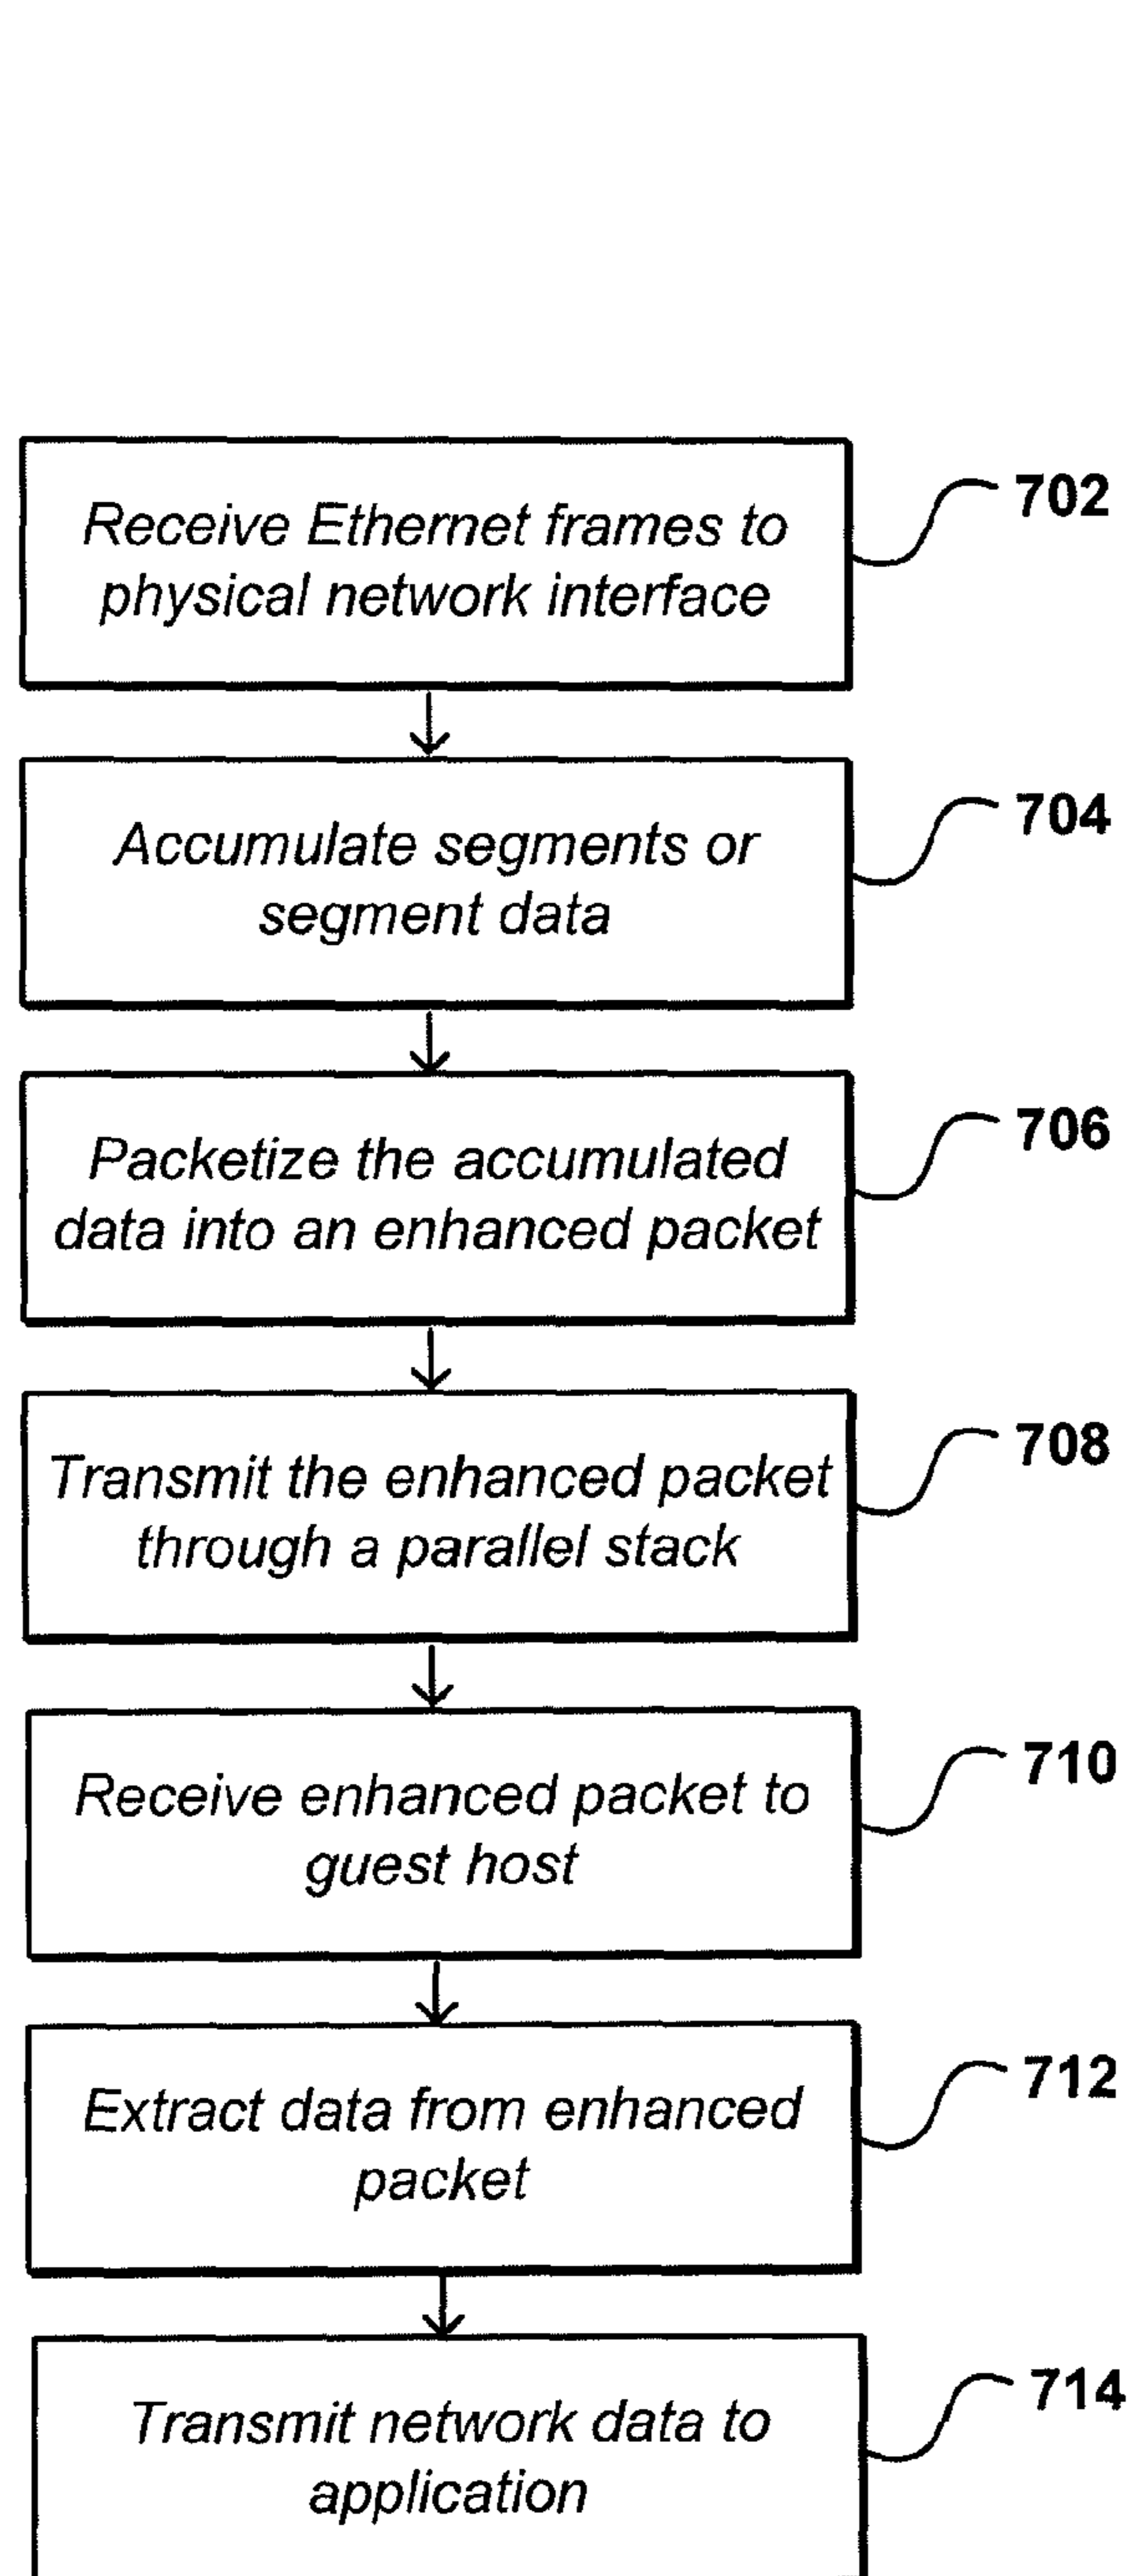 Receive Ethernet frames to
physical network interface
702
Accumulate segments or
segment data
704
Packetize the accumulated
data into an enhanced packet
706
Transmit the enhanced packet
through a parallel stack
708
Receive enhanced packet to
guest host
710
Extract data from enhanced
packet
712
Transmit network data to
application
714